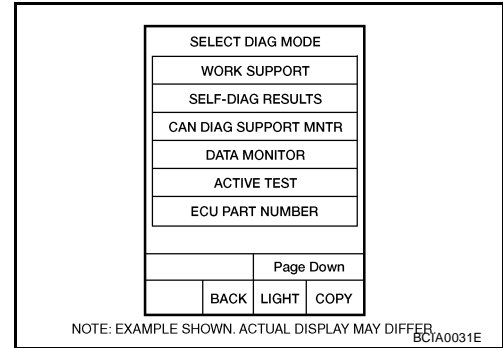 SELECT DIAG MODE
WORK SUPPORT
SELF-DIAG RESULTS
CAN DIAG SUPPORT MNTR
DATA MONITOR
ACTIVE TEST
ECU PART NUMBER
Page Down
BACK LIGHT COPY
NOTE: EXAMPLE SHOWN. ACTUAL DISPLAY MAY DIFFER.
BCIA0031E